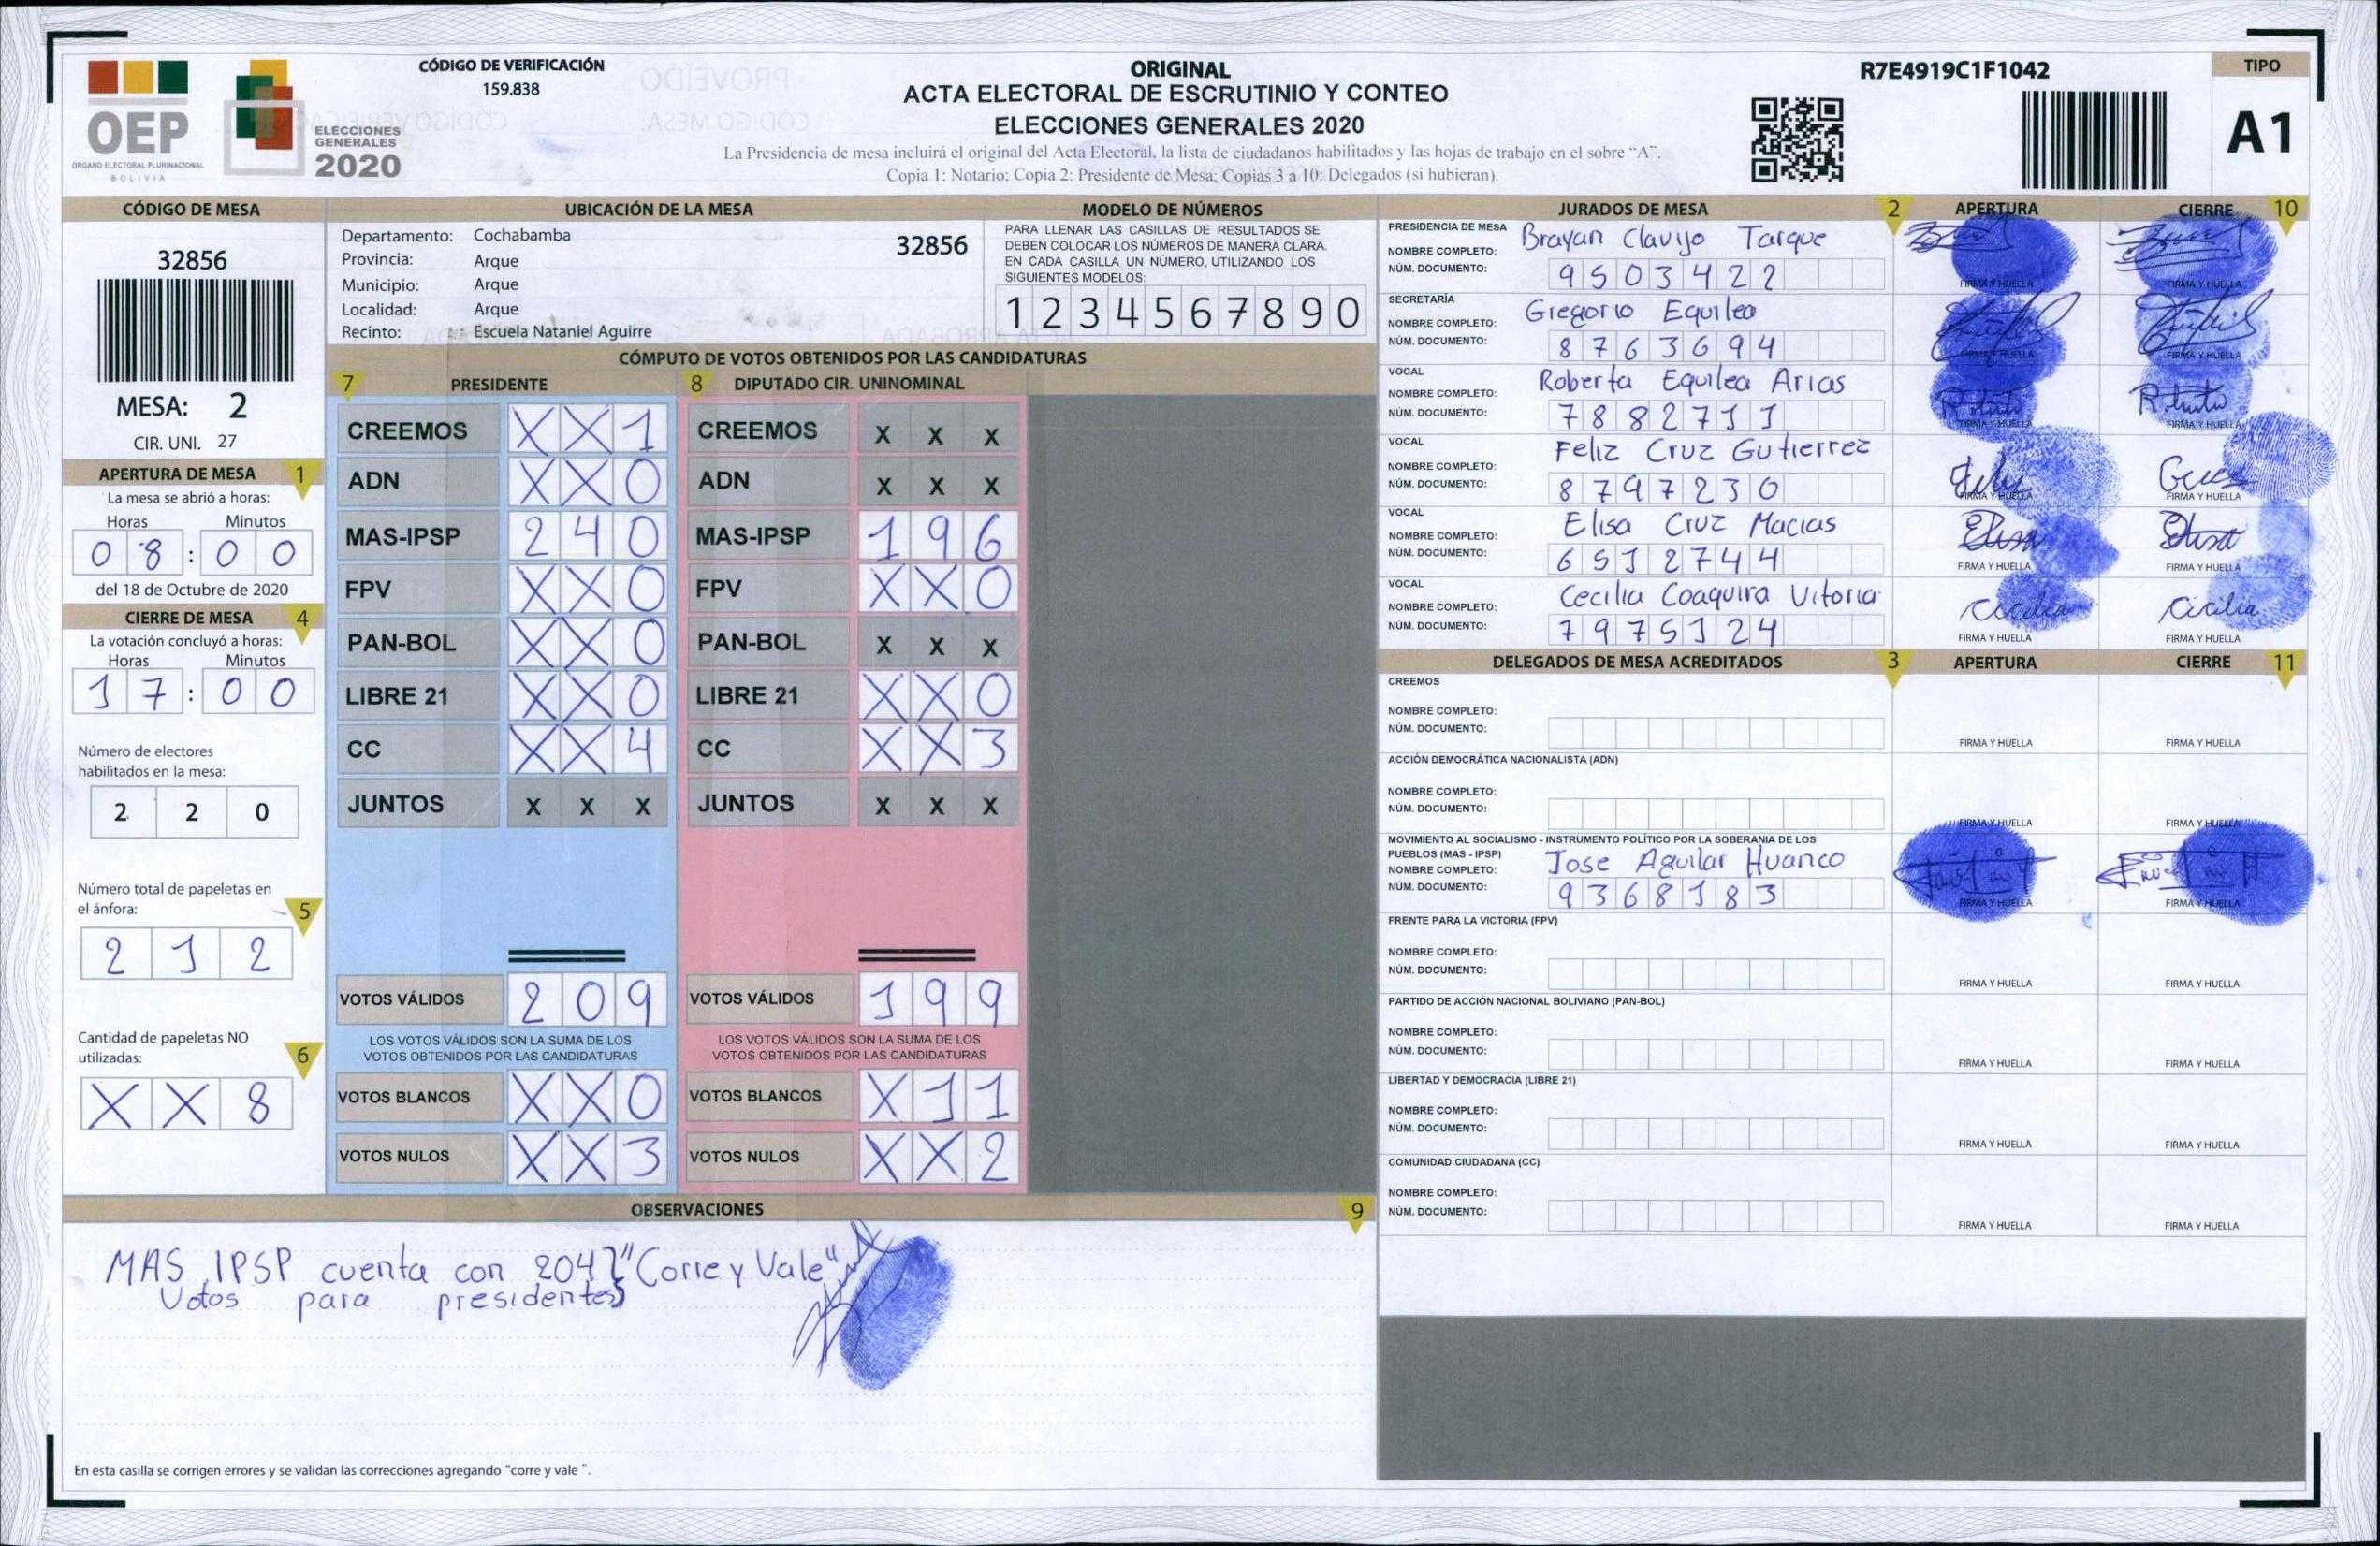 OEP
ÓRGANO ELECTORAL PLURINACIONAL
BOLIVIA
ELECCIONES
GENERALES
2020
CÓDIGO DE VERIFICACIÓN
159.838
ORIGINAL
ACTA ELECTORAL DE ESCRUTINIO Y CONTEO
ELECCIONES GENERALES 2020
La Presidencia de mesa incluirá el original del Acta Electoral, la lista de ciudadanos habilitados y las hojas de trabajo en el sobre “A”.
Copia 1: Notario; Copia 2: Presidente de Mesa; Copias 3 a 10: Delegados (si hubieran).
R7E4919C1F1042
TIPO
A1
CÓDIGO DE MESA
32856
MESA: 2
CIR. UNI. 27
APERTURA DE MESA 1
La mesa se abrió a horas:
Horas Minutos
0 8 : 0 0
del 18 de Octubre de 2020
CIERRE DE MESA 4
La votación concluyó a horas:
Horas Minutos
1 7 : 0 0
Número de electores
habilitados en la mesa:
2 2 0
Número total de papeletas en
el ánfora: 5
2 1 2
Cantidad de papeletas NO
utilizadas: 6
X X 8
UBICACIÓN DE LA MESA
Departamento: Cochabamba 32856
Provincia: Arque
Municipio: Arque
Localidad: Arque
Recinto: Escuela Nataniel Aguirre
MODELO DE NÚMEROS
PARA LLENAR LAS CASILLAS DE RESULTADOS SE
DEBEN COLOCAR LOS NÚMEROS DE MANERA CLARA.
EN CADA CASILLA UN NÚMERO, UTILIZANDO LOS
SIGUIENTES MODELOS:
1 2 3 4 5 6 7 8 9 0
CÓMPUTO DE VOTOS OBTENIDOS POR LAS CANDIDATURAS
7 PRESIDENTE 8 DIPUTADO CIR. UNINOMINAL
CREEMOS X X 1 CREEMOS X X X
ADN X X 0 ADN X X X
MAS-IPSP 2 4 0 MAS-IPSP 1 9 6
FPV X X 0 FPV X X 0
PAN-BOL X X 0 PAN-BOL X X X
LIBRE 21 X X 0 LIBRE 21 X X 0
CC X X 4 CC X X 3
JUNTOS X X X JUNTOS X X X
VOTOS VÁLIDOS 2 0 9 VOTOS VÁLIDOS 1 9 9
LOS VOTOS VÁLIDOS SON LA SUMA DE LOS LOS VOTOS VÁLIDOS SON LA SUMA DE LOS
VOTOS OBTENIDOS POR LAS CANDIDATURAS VOTOS OBTENIDOS POR LAS CANDIDATURAS
VOTOS BLANCOS X X 0 VOTOS BLANCOS X 1 1
VOTOS NULOS X X 3 VOTOS NULOS X X 2
OBSERVACIONES 9
MAS IPSP cuenta con 204 "Corre y Vale"
Votos para presidentes
En esta casilla se corrigen errores y se validan las correcciones agregando “corre y vale ”.
JURADOS DE MESA 2 APERTURA CIERRE 10
PRESIDENCIA DE MESA
NOMBRE COMPLETO: Brayan Clavijo Tarque
NÚM. DOCUMENTO: 9 5 0 3 4 2 2
FIRMA Y HUELLA FIRMA Y HUELLA
SECRETARÍA
NOMBRE COMPLETO: Gregorio Equilea
NÚM. DOCUMENTO: 8 7 6 3 6 9 4
FIRMA Y HUELLA FIRMA Y HUELLA
VOCAL
NOMBRE COMPLETO: Roberta Equilea Arias
NÚM. DOCUMENTO: 7 8 8 2 7 1 1
FIRMA Y HUELLA FIRMA Y HUELLA
VOCAL
NOMBRE COMPLETO: Feliz Cruz Gutierrez
NÚM. DOCUMENTO: 8 7 9 7 2 3 0
FIRMA Y HUELLA FIRMA Y HUELLA
VOCAL
NOMBRE COMPLETO: Elisa Cruz Macias
NÚM. DOCUMENTO: 6 5 1 2 7 4 4
FIRMA Y HUELLA FIRMA Y HUELLA
VOCAL
NOMBRE COMPLETO: Cecilia Coaquira Vitoria
NÚM. DOCUMENTO: 7 9 7 5 1 2 4
FIRMA Y HUELLA FIRMA Y HUELLA
DELEGADOS DE MESA ACREDITADOS 3 APERTURA CIERRE 11
CREEMOS
NOMBRE COMPLETO:
NÚM. DOCUMENTO:
FIRMA Y HUELLA FIRMA Y HUELLA
ACCIÓN DEMOCRÁTICA NACIONALISTA (ADN)
NOMBRE COMPLETO:
NÚM. DOCUMENTO:
FIRMA Y HUELLA FIRMA Y HUELLA
MOVIMIENTO AL SOCIALISMO - INSTRUMENTO POLÍTICO POR LA SOBERANIA DE LOS
PUEBLOS (MAS - IPSP)
NOMBRE COMPLETO: Jose Aguilar Huanco
NÚM. DOCUMENTO: 9 3 6 8 1 8 3
FIRMA Y HUELLA FIRMA Y HUELLA
FRENTE PARA LA VICTORIA (FPV)
NOMBRE COMPLETO:
NÚM. DOCUMENTO:
FIRMA Y HUELLA FIRMA Y HUELLA
PARTIDO DE ACCIÓN NACIONAL BOLIVIANO (PAN-BOL)
NOMBRE COMPLETO:
NÚM. DOCUMENTO:
FIRMA Y HUELLA FIRMA Y HUELLA
LIBERTAD Y DEMOCRACIA (LIBRE 21)
NOMBRE COMPLETO:
NÚM. DOCUMENTO:
FIRMA Y HUELLA FIRMA Y HUELLA
COMUNIDAD CIUDADANA (CC)
NOMBRE COMPLETO:
NÚM. DOCUMENTO:
FIRMA Y HUELLA FIRMA Y HUELLA